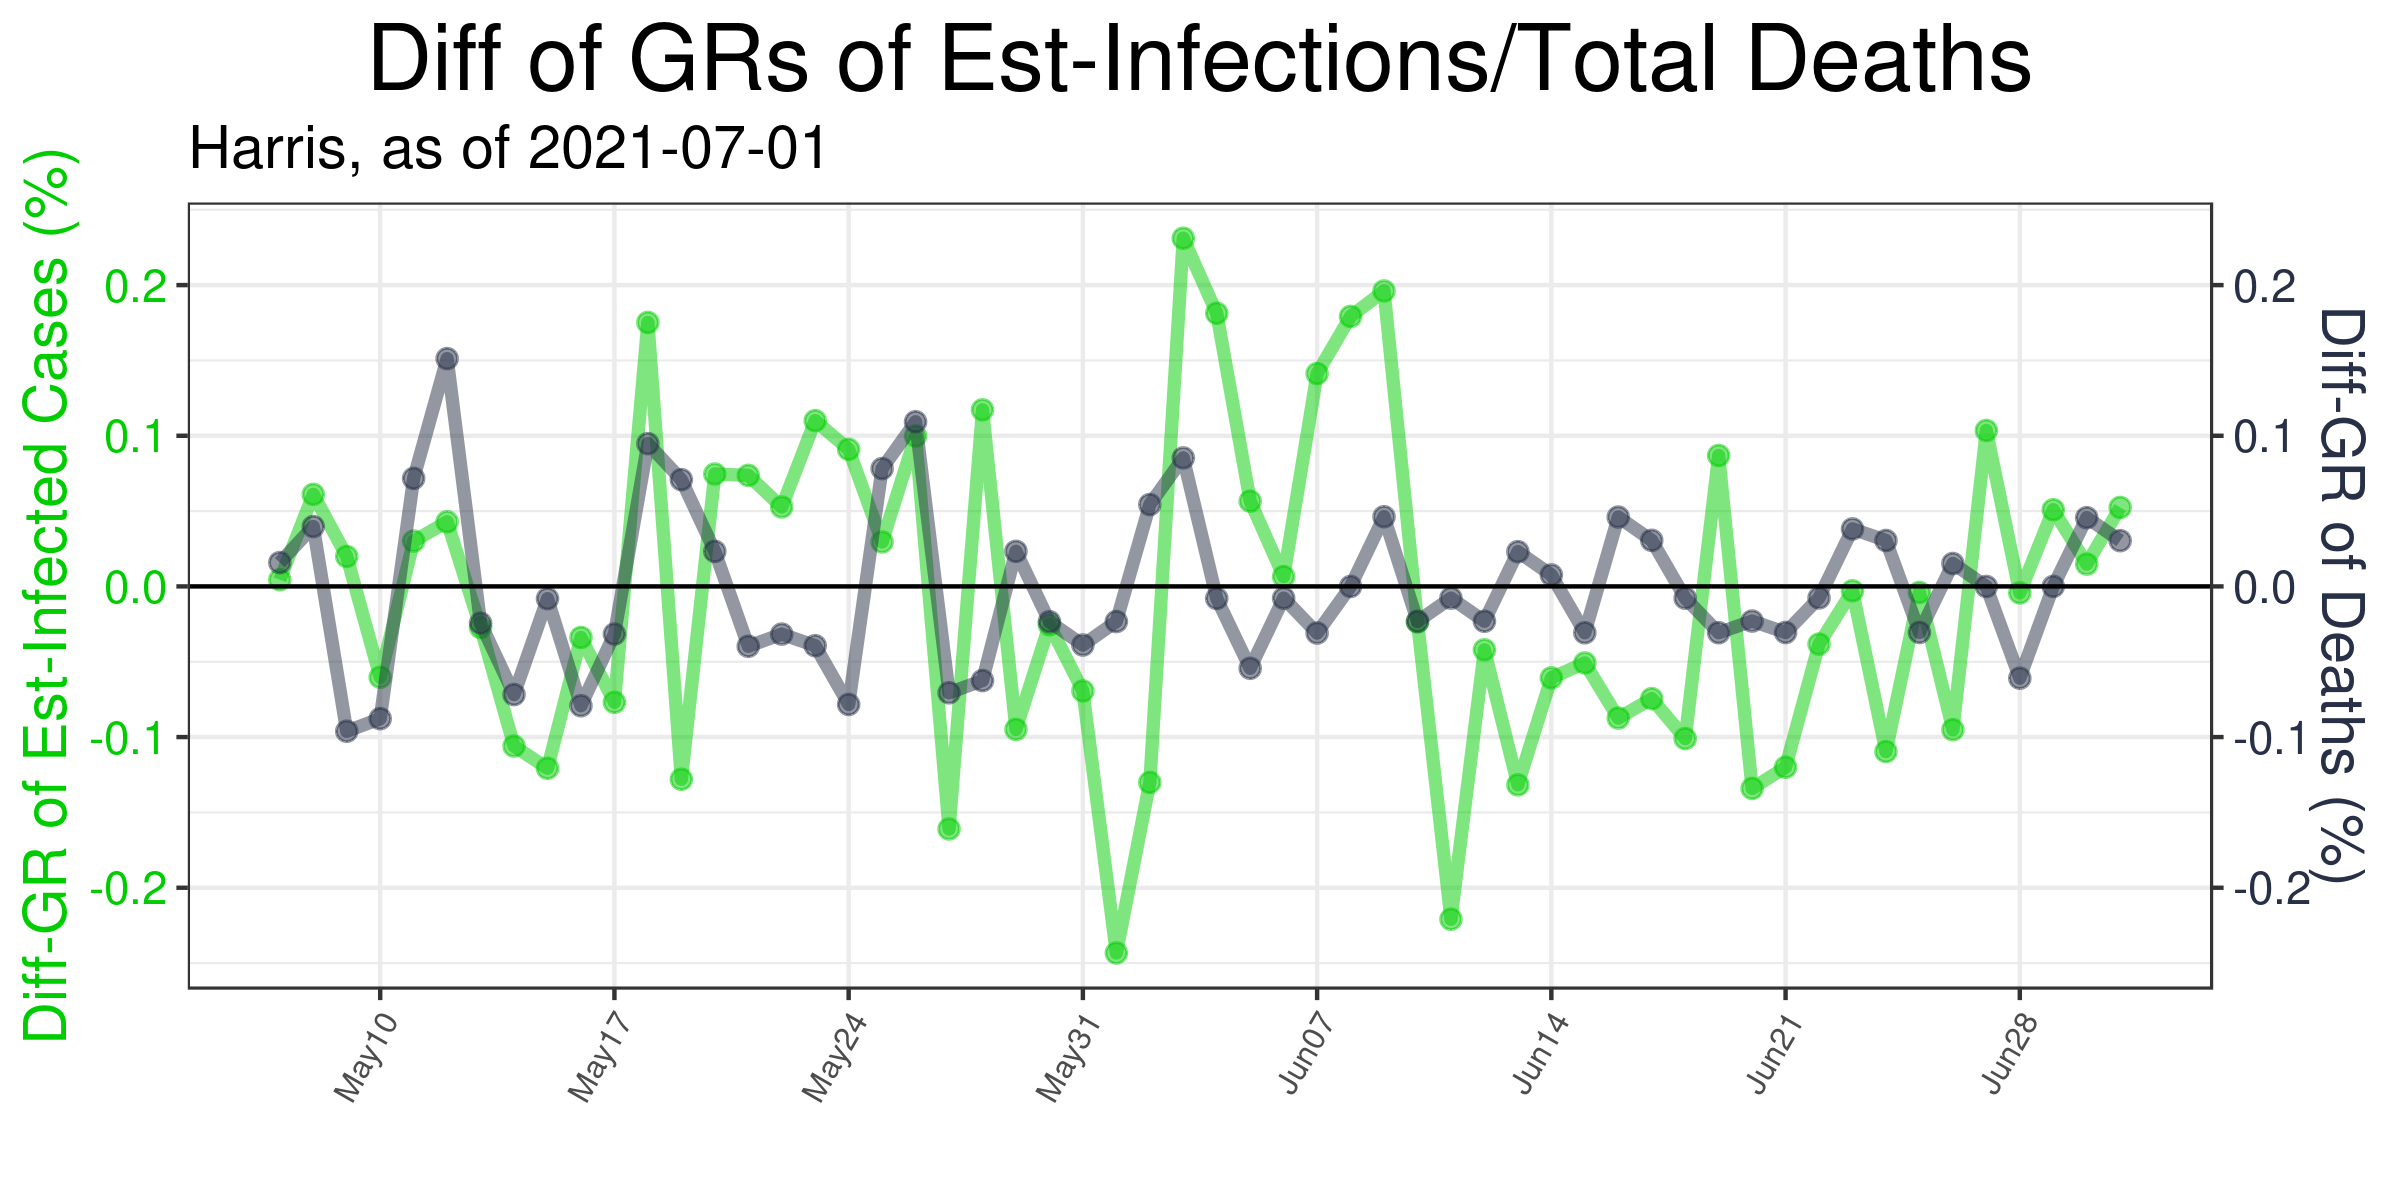 Diff of GRs of Est-Infections/Total Deaths
Harris, as of 2021-07-01
Diff-GR of Est-Infected Cases (%)
0.2
0.1
0.0
-0.1
-0.2
0.2
0.1
0.0
-0.1
-0.2
Diff-GR of Deaths (%)
May10
May17
May24
May31
Jun07
Jun14
Jun21
Jun28